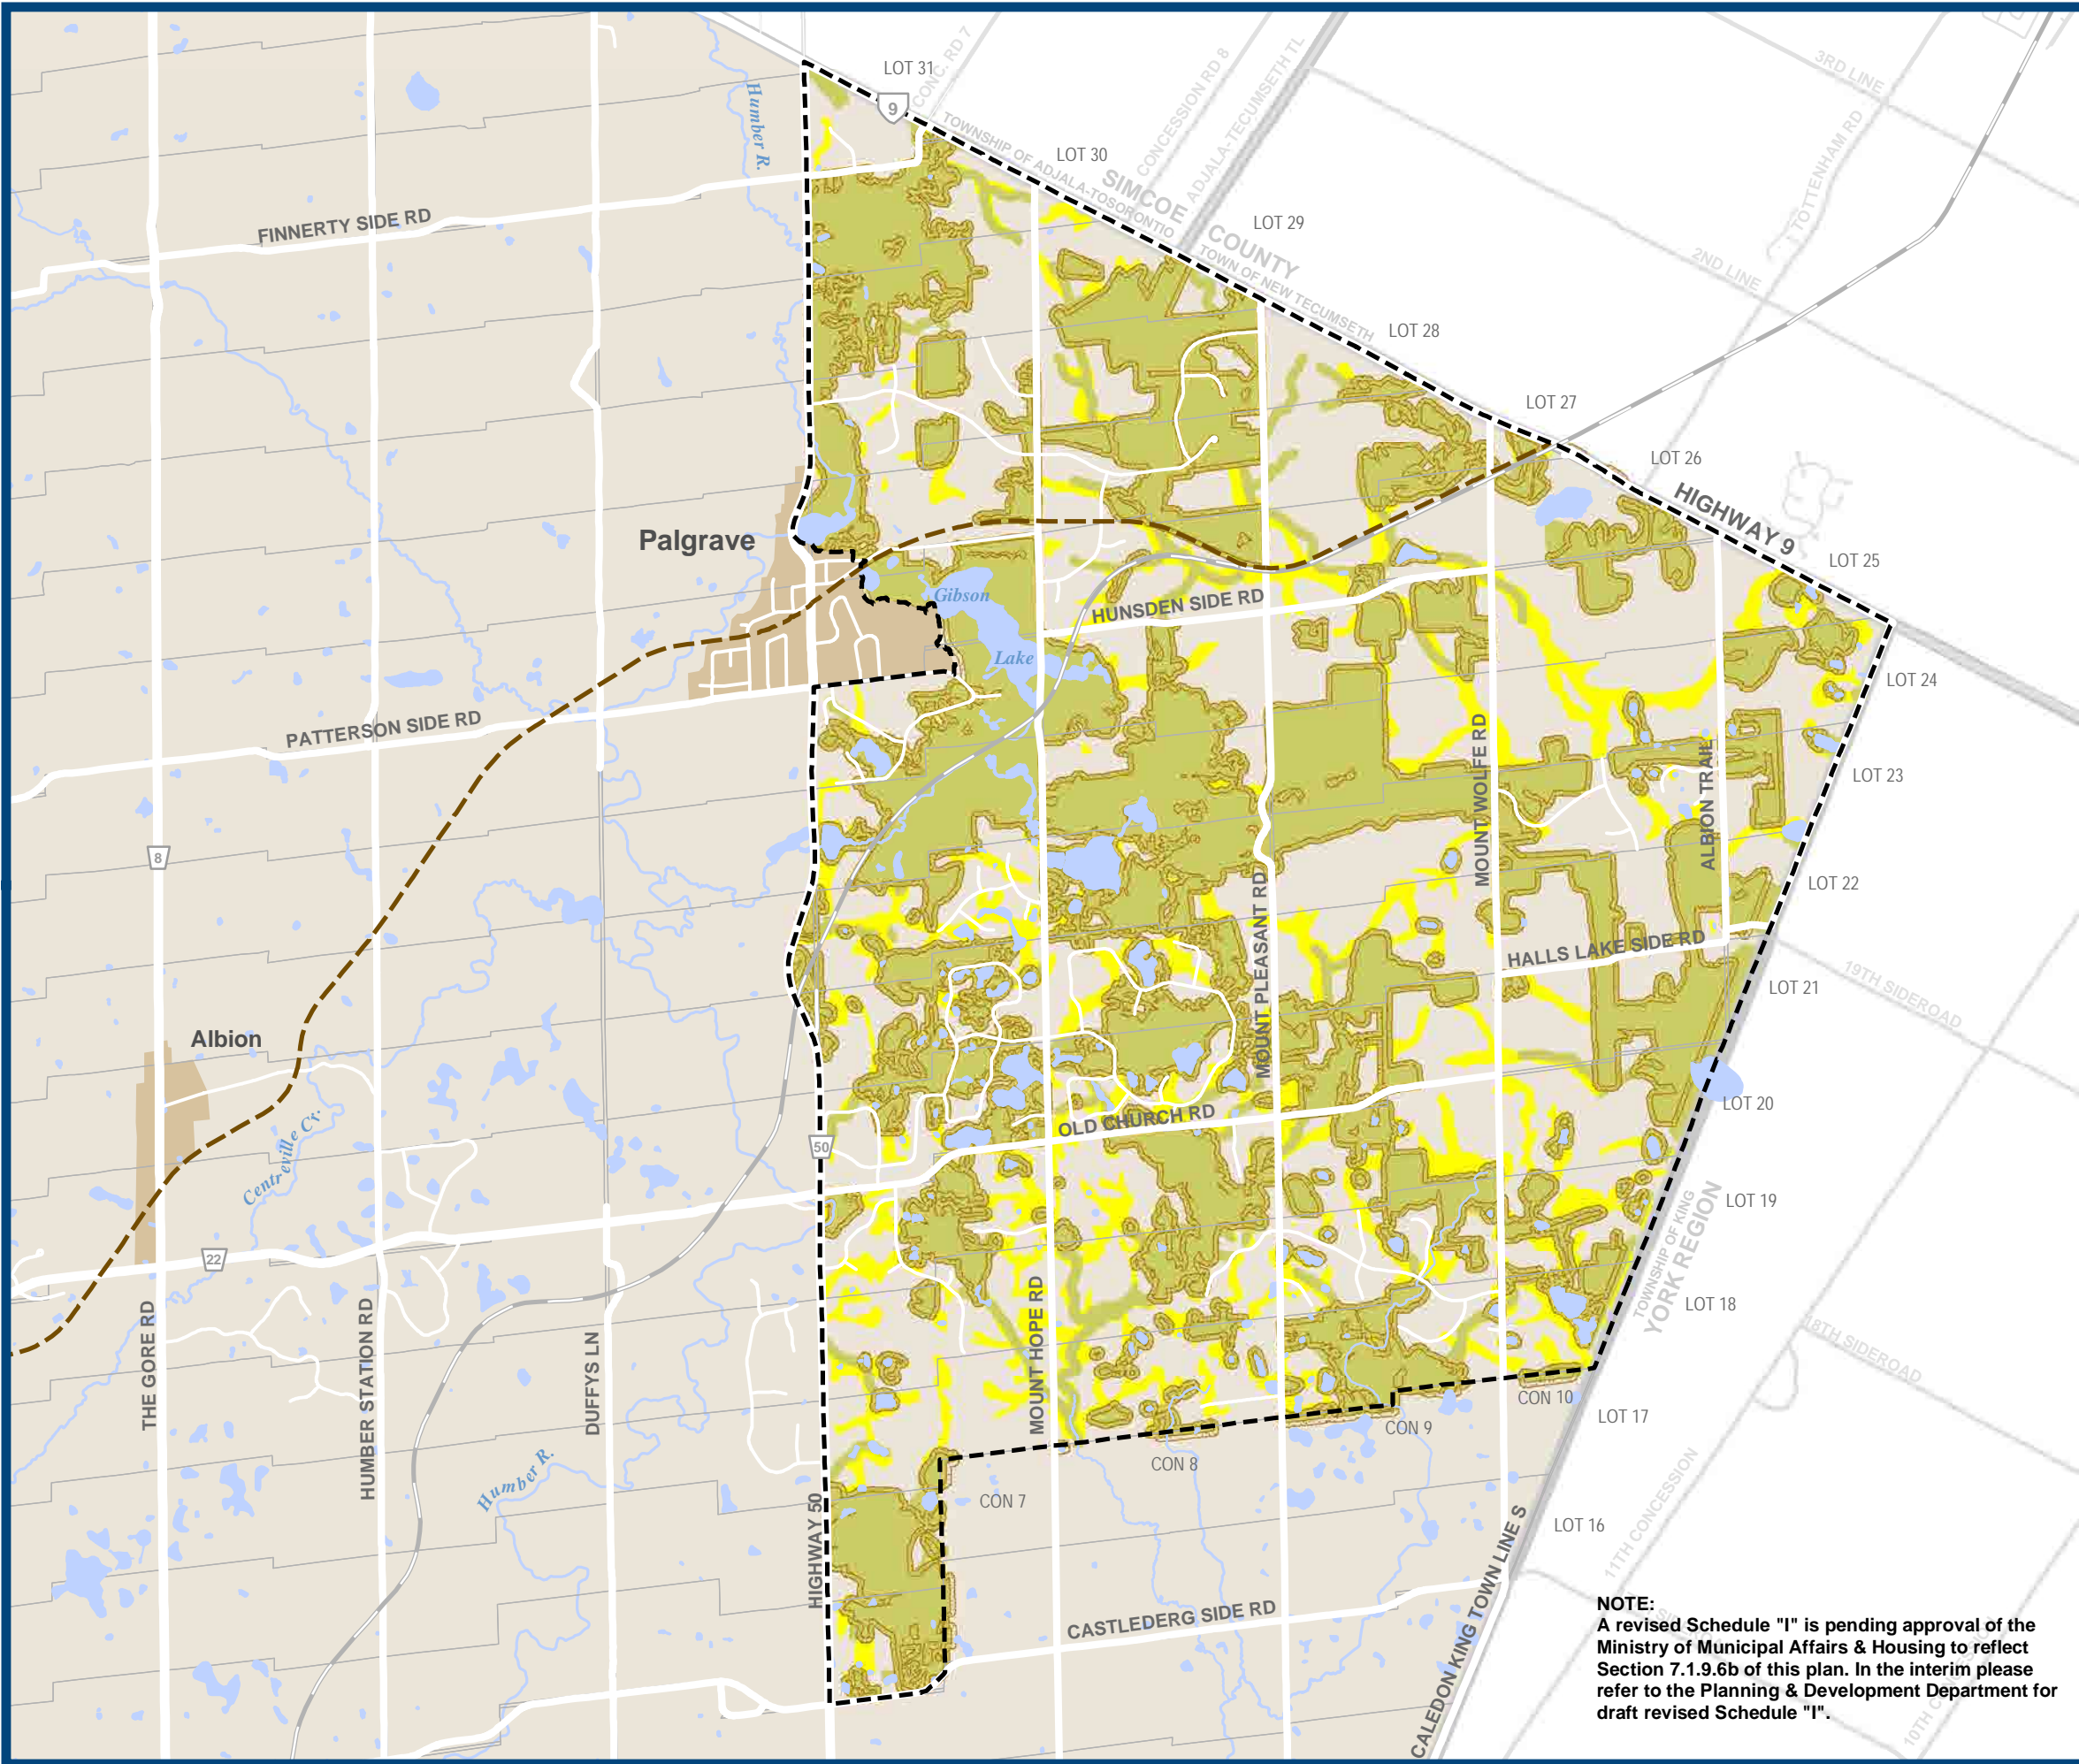 LOT 31
CONC. RD 7
CONCESSION RD 8
ADJALA-TECUMSETH TL
3RD LINE
TOTTENHAM RD
2ND LINE
9
TOWNSHIP OF ADJALA-TOSORONTIO
SIMCOE COUNTY
TOWN OF NEW TECUMSETH
LOT 30
LOT 29
LOT 28
LOT 27
LOT 26
HIGHWAY 9
LOT 25
LOT 24
LOT 23
LOT 22
LOT 21
LOT 20
LOT 19
LOT 18
LOT 17
LOT 16
Humber R.
FINNERTY SIDE RD
Palgrave
Gibson
Lake
HUNSDEN SIDE RD
PATTERSON SIDE RD
MOUNT WOLFE RD
ALBION TRAIL
8
MOUNT PLEASANT RD
HALLS LAKE SIDE RD
19TH SIDEROAD
Albion
Centreville Cr.
50
OLD CHURCH RD
22
TOWNSHIP OF KING
YORK REGION
18TH SIDEROAD
THE GORE RD
HUMBER STATION RD
DUFFYS LN
MOUNT HOPE RD
CON 10
CON 9
CON 8
CON 7
Humber R.
HIGHWAY 50
CASTLEDERG SIDE RD
CALEDON KING TOWN LINE S
11TH CONCESSION
10TH CONCESSION
NOTE:
A revised Schedule "I" is pending approval of the
Ministry of Municipal Affairs & Housing to reflect
Section 7.1.9.6b of this plan. In the interim please
refer to the Planning & Development Department for
draft revised Schedule "I".